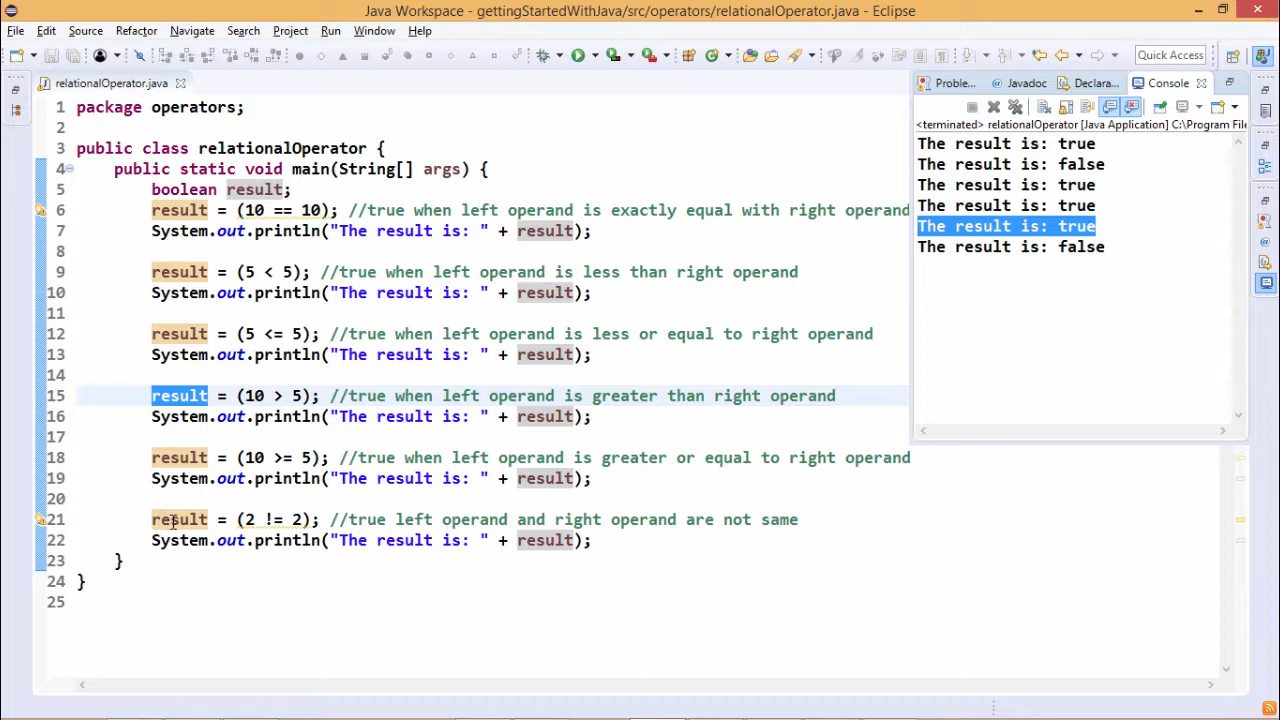 Java Workspace - gettingStartedWithJava/src/operators/relationalOperator.java - Eclipse
File Edit Source Refactor Navigate Search Project Run Window Help
Quick Access
relationalOperator.java
1 package operators;
2
3 public class relationalOperator {
4 public static void main(String[] args) {
5 boolean result;
6 result = (10 == 10); //true when left operand is exactly equal with right operand
7 System.out.println("The result is: " + result);
8
9 result = (5 < 5); //true when left operand is less than right operand
10 System.out.println("The result is: " + result);
11
12 result = (5 <= 5); //true when left operand is less or equal to right operand
13 System.out.println("The result is: " + result);
14
15 result = (10 > 5); //true when left operand is greater than right operand
16 System.out.println("The result is: " + result);
17
18 result = (10 >= 5); //true when left operand is greater or equal to right operand
19 System.out.println("The result is: " + result);
20
21 result = (2 != 2); //true left operand and right operand are not same
22 System.out.println("The result is: " + result);
23 }
24 }
25
Proble... @ Javadoc Declara... Console
<terminated> relationalOperator [Java Application] C:\Program File
The result is: true
The result is: false
The result is: true
The result is: true
The result is: true
The result is: false